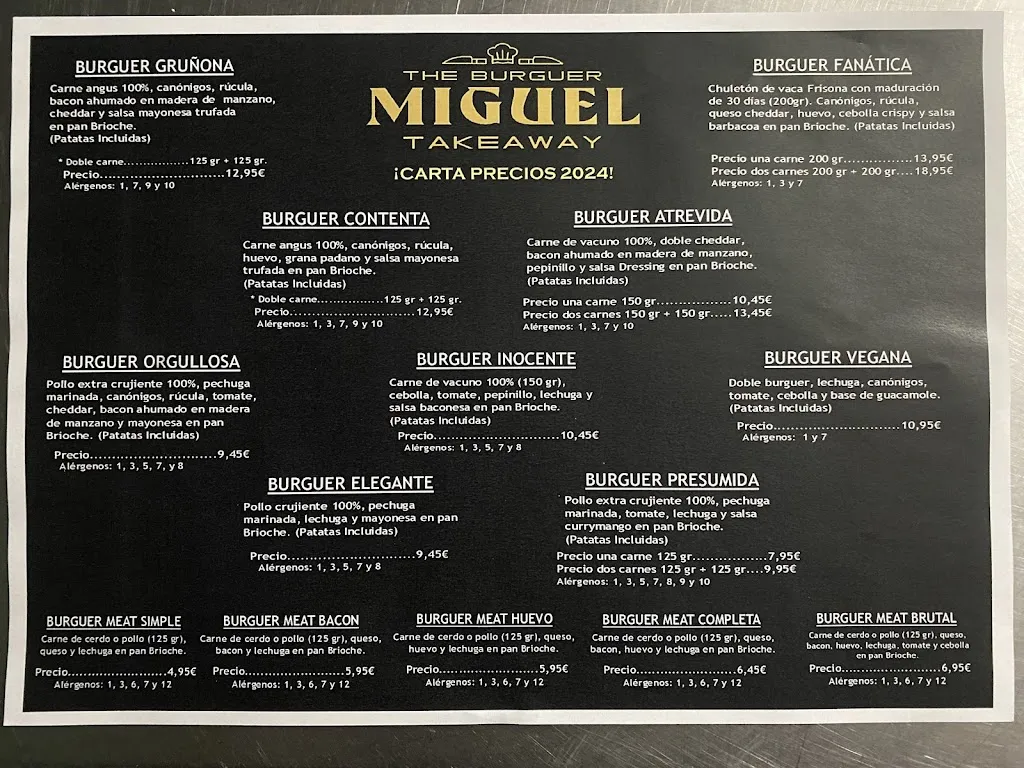 THE BURGUER
MIGUEL
TAKEAWAY
¡CARTA PRECIOS 2024!
BURGUER GRUÑONA
Carne angus 100%, canónigos, rúcula,
bacon ahumado en madera de manzano,
cheddar y salsa mayonesa trufada
en pan Brioche.
(Patatas Incluidas)
* Doble carne................125 gr + 125 gr.
Precio..............................12,95€
Alérgenos: 1, 7, 9 y 10
BURGUER FANÁTICA
Chuletón de vaca Frisona con maduración
de 30 días (200gr). Canónigos, rúcula,
queso cheddar, huevo, cebolla crispy y salsa
barbacoa en pan Brioche. (Patatas Incluidas)
Precio una carne 200 gr.................13,95€
Precio dos carnes 200 gr + 200 gr....18,95€
Alérgenos: 1, 3 y 7
BURGUER CONTENTA
Carne angus 100%, canónigos, rúcula,
huevo, grana padano y salsa mayonesa
trufada en pan Brioche.
(Patatas Incluidas)
* Doble carne................125 gr + 125 gr.
Precio..............................12,95€
Alérgenos: 1, 3, 7, 9 y 10
BURGUER ATREVIDA
Carne de vacuno 100%, doble cheddar,
bacon ahumado en madera de manzano,
pepinillo y salsa Dressing en pan Brioche.
(Patatas Incluidas)
Precio una carne 150 gr.................10,45€
Precio dos carnes 150 gr + 150 gr.....13,45€
Alérgenos: 1, 3, 7 y 10
BURGUER ORGULLOSA
Pollo extra crujiente 100%, pechuga
marinada, canónigos, rúcula, tomate,
cheddar, bacon ahumado en madera
de manzano y mayonesa en pan
Brioche. (Patatas Incluidas)
Precio..............................9,45€
Alérgenos: 1, 3, 5, 7, y 8
BURGUER INOCENTE
Carne de vacuno 100% (150 gr),
cebolla, tomate, pepinillo, lechuga y
salsa baconesa en pan Brioche.
(Patatas Incluidas)
Precio..............................10,45€
Alérgenos: 1, 3, 5, 7 y 8
BURGUER VEGANA
Doble burguer, lechuga, canónigos,
tomate, cebolla y base de guacamole.
(Patatas Incluidas)
Precio..............................10,95€
Alérgenos: 1 y 7
BURGUER ELEGANTE
Pollo crujiente 100%, pechuga
marinada, lechuga y mayonesa en pan
Brioche. (Patatas Incluidas)
Precio..............................9,45€
Alérgenos: 1, 3, 5, 7 y 8
BURGUER PRESUMIDA
Pollo extra crujiente 100%, pechuga
marinada, tomate, lechuga y salsa
currymango en pan Brioche.
(Patatas Incluidas)
Precio una carne 125 gr.................7,95€
Precio dos carnes 125 gr + 125 gr....9,95€
Alérgenos: 1, 3, 5, 7, 8, 9 y 10
BURGUER MEAT SIMPLE
Carne de cerdo o pollo (125 gr),
queso y lechuga en pan Brioche.
Precio.......................4,95€
Alérgenos: 1, 3, 6, 7 y 12
BURGUER MEAT BACON
Carne de cerdo o pollo (125 gr), queso,
bacon y lechuga en pan Brioche.
Precio.......................5,95€
Alérgenos: 1, 3, 6, 7 y 12
BURGUER MEAT HUEVO
Carne de cerdo o pollo (125 gr), queso,
huevo y lechuga en pan Brioche.
Precio.......................5,95€
Alérgenos: 1, 3, 6, 7 y 12
BURGUER MEAT COMPLETA
Carne de cerdo o pollo (125 gr), queso,
bacon, huevo y lechuga en pan Brioche.
Precio.......................6,45€
Alérgenos: 1, 3, 6, 7 y 12
BURGUER MEAT BRUTAL
Carne de cerdo o pollo (125 gr), queso,
bacon, huevo, lechuga, tomate y cebolla
en pan Brioche.
Precio.......................6,95€
Alérgenos: 1, 3, 6, 7 y 12